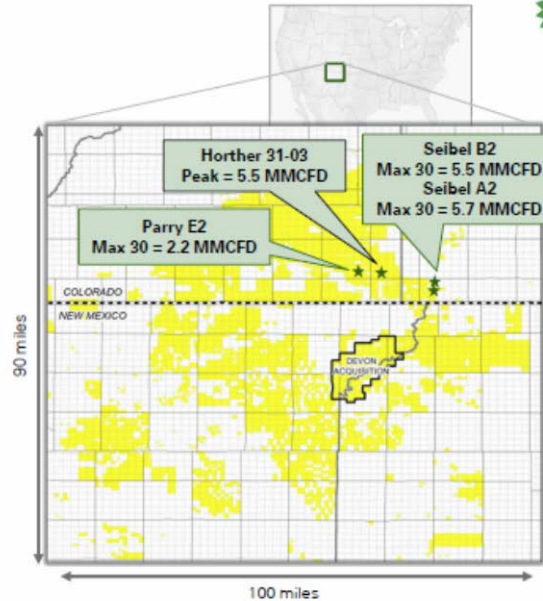 Horther 31-03
Peak = 5.5 MMCFD
Seibel B2
Max 30 = 5.5 MMCFD
Seibel A2
Max 30 = 5.7 MMCFD
Parry E2
Max 30 = 2.2 MMCFD
COLORADO
NEW MEXICO
DEVON
ACQUISITION
90 miles
100 miles